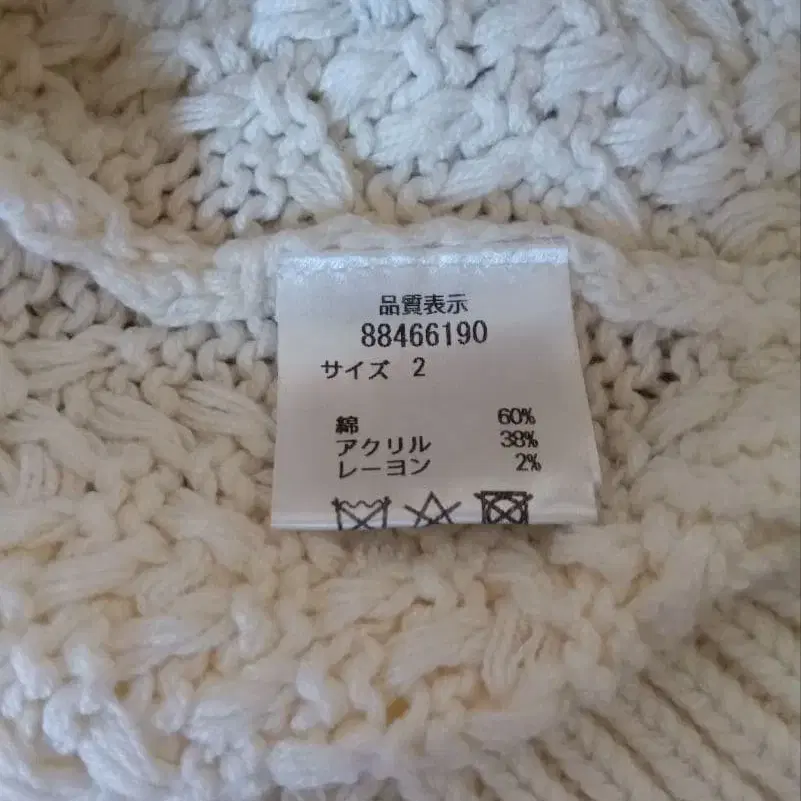 品質表示
88466190
サイズ 2
綿 60%
アクリル 38%
レーヨン 2%